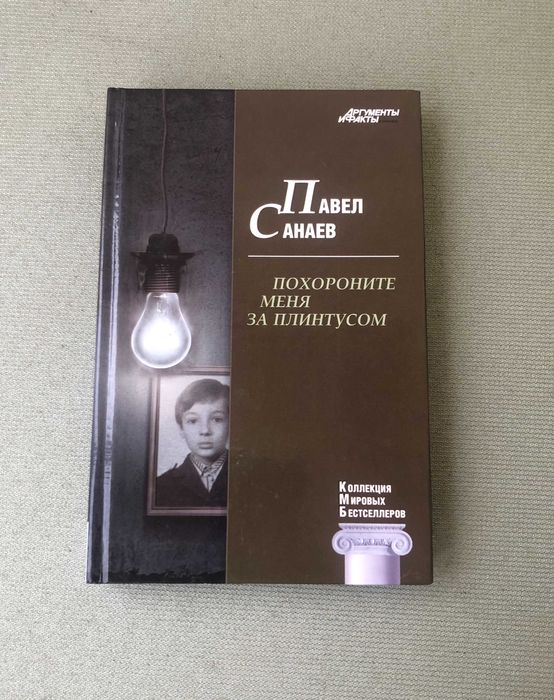 АРГУМЕНТЫ
И ФАКТЫ
ПАВЕЛ
САНАЕВ
ПОХОРОНИТЕ
МЕНЯ
ЗА ПЛИНТУСОМ
КОЛЛЕКЦИЯ
МИРОВЫХ
БЕСТСЕЛЛЕРОВ